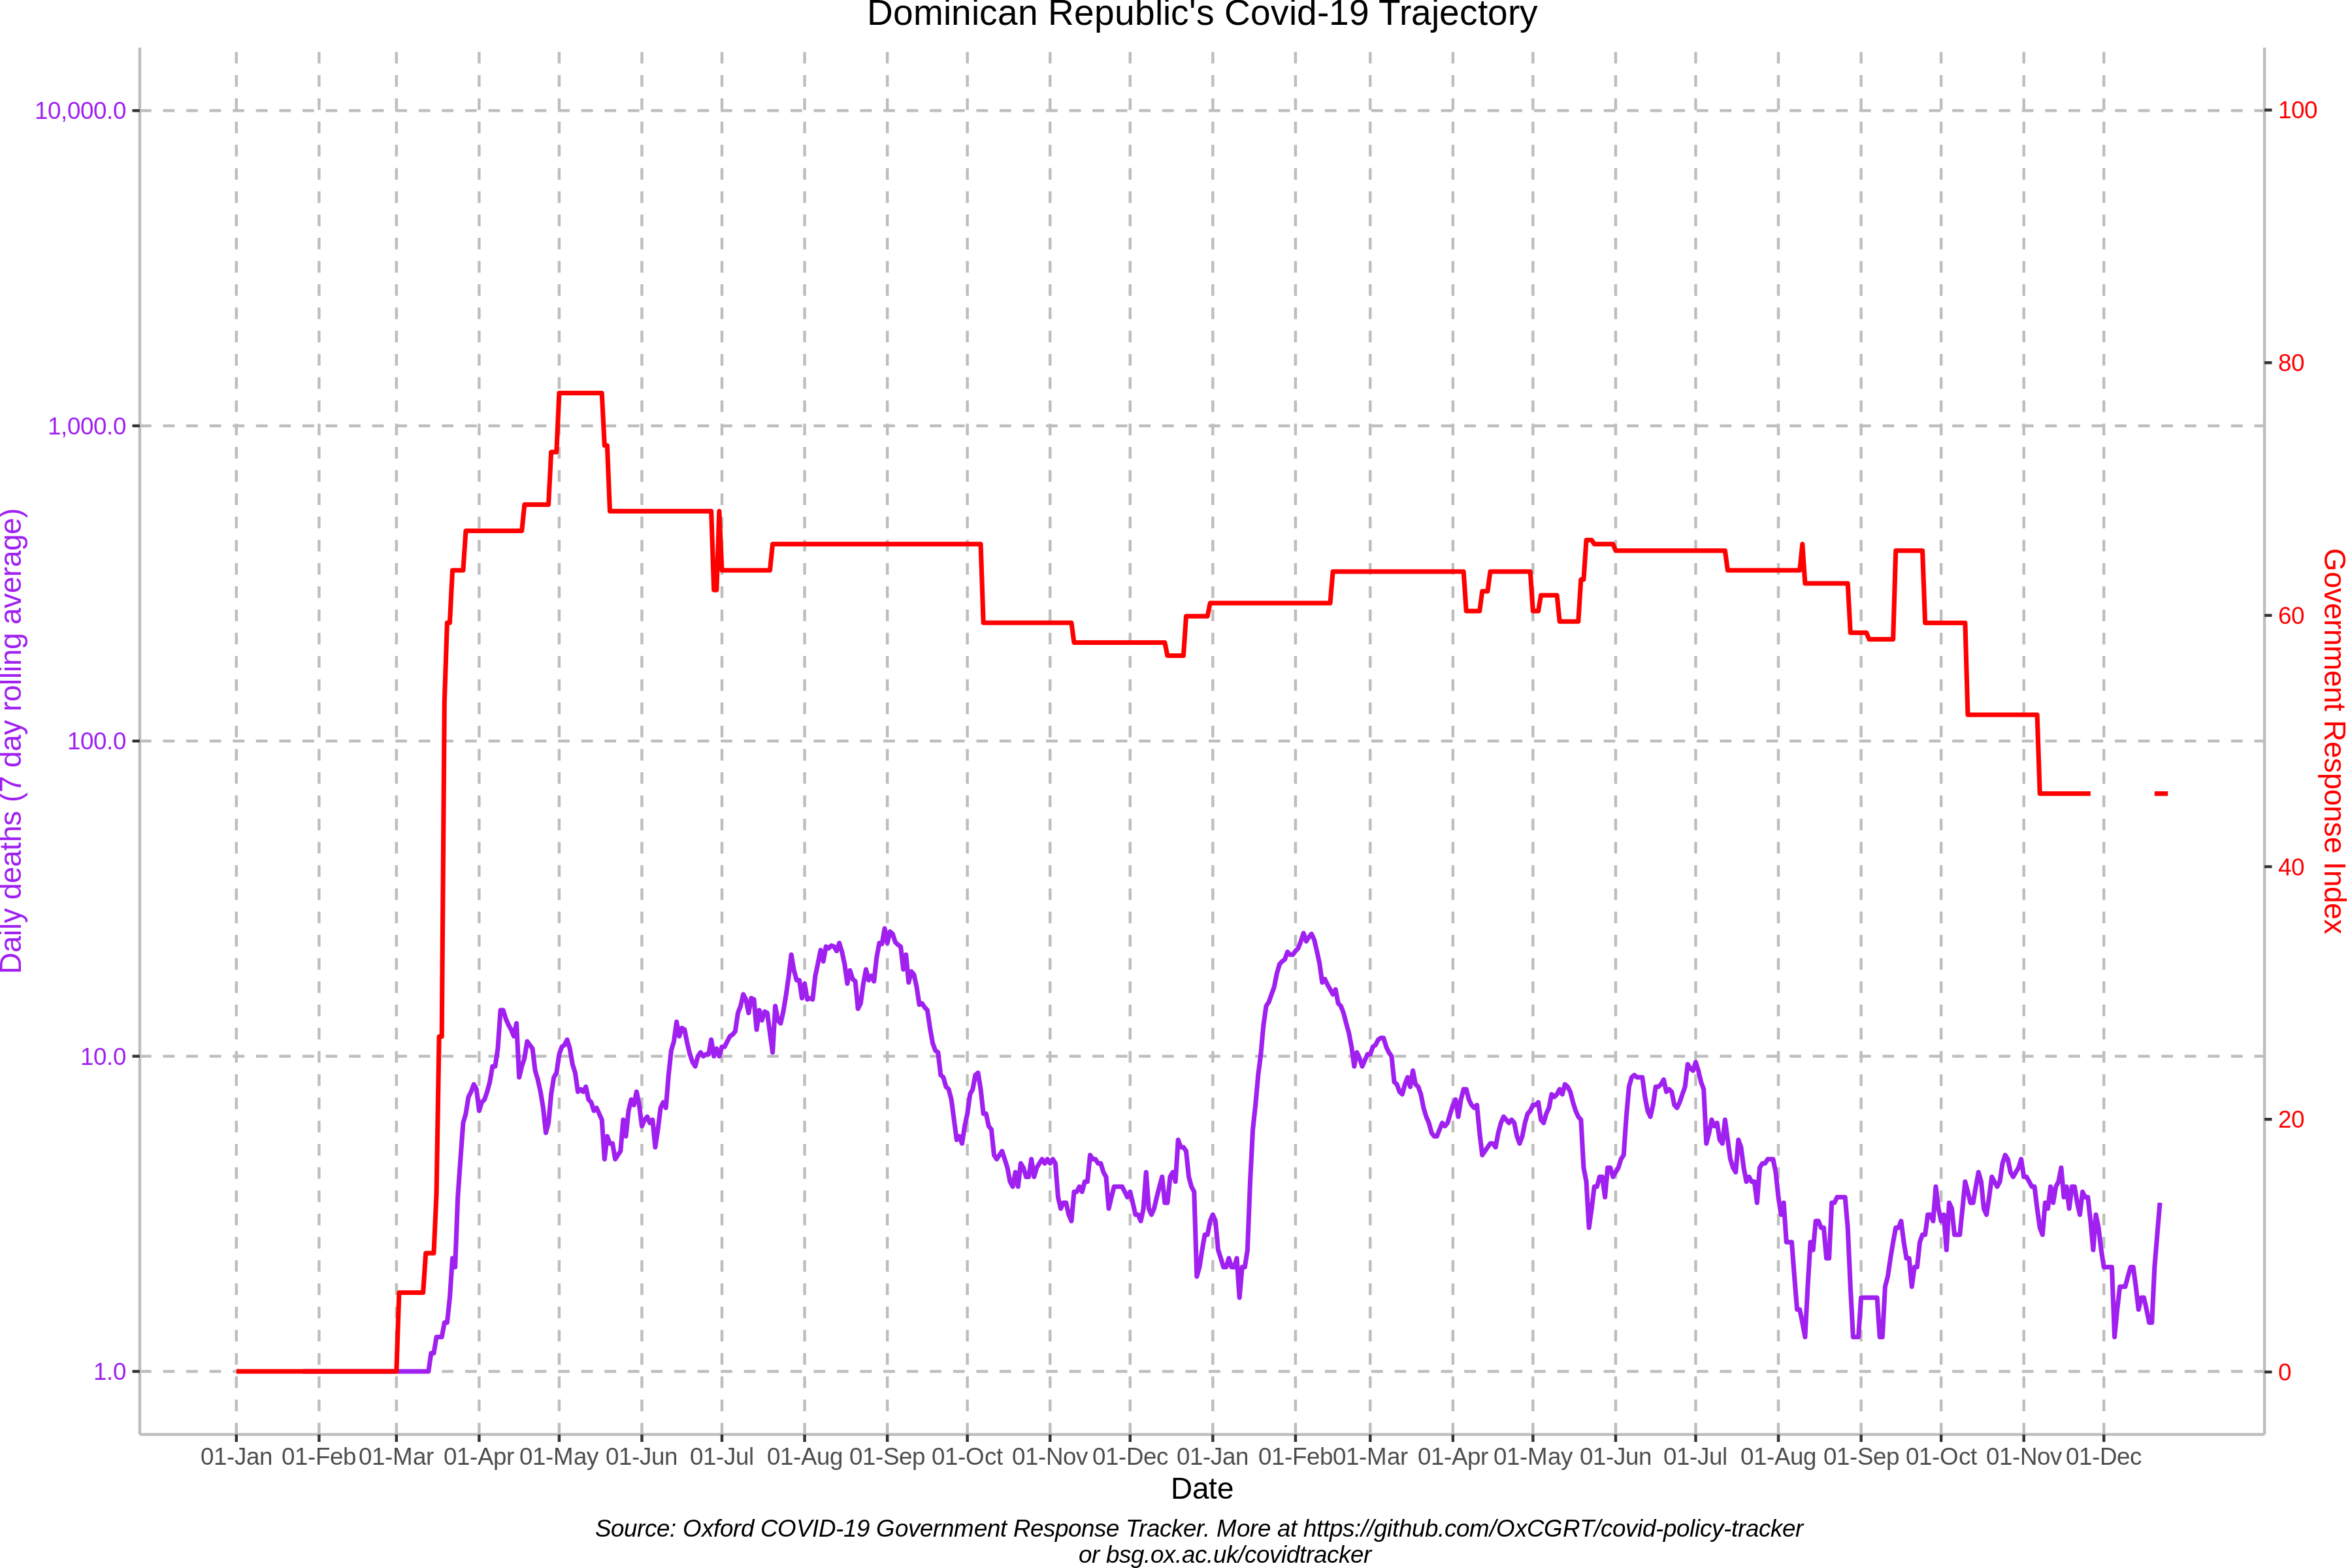 Dominican Republic's Covid-19 Trajectory
10,000.0
1,000.0
100.0
10.0
1.0
Daily deaths (7 day rolling average)
100
80
60
40
20
0
Government Response Index
01-Jan 01-Feb 01-Mar 01-Apr 01-May 01-Jun 01-Jul 01-Aug 01-Sep 01-Oct 01-Nov 01-Dec 01-Jan 01-Feb 01-Mar 01-Apr 01-May 01-Jun 01-Jul 01-Aug 01-Sep 01-Oct 01-Nov 01-Dec
Date
Source: Oxford COVID-19 Government Response Tracker. More at https://github.com/OxCGRT/covid-policy-tracker
or bsg.ox.ac.uk/covidtracker